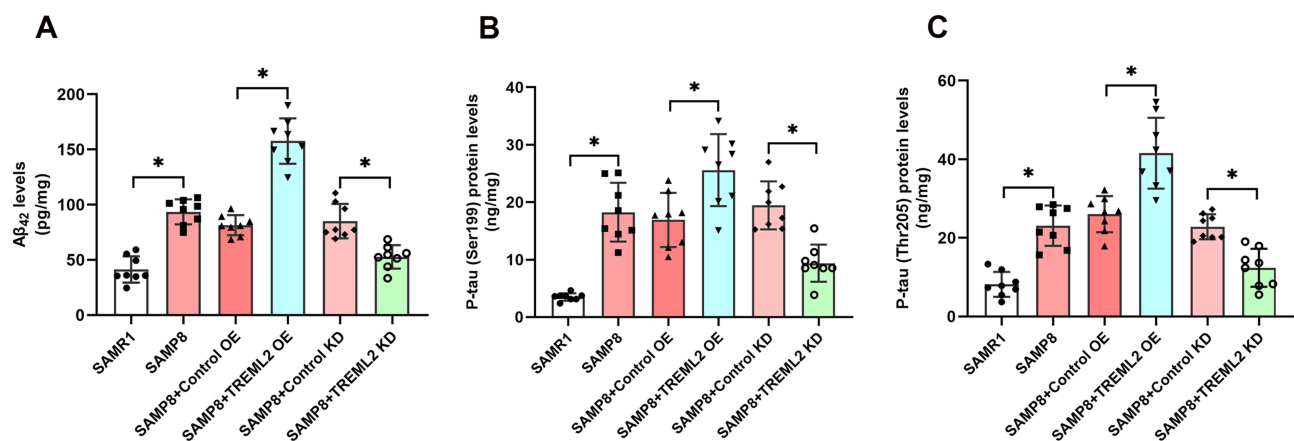 A
Aβ42 levels
(pg/mg)
200
150
100
50
0
*
*
*
SAMR1
SAMP8
SAMP8+Control OE
SAMP8+TREML2 OE
SAMP8+Control KD
SAMP8+TREML2 KD
B
P-tau (Ser199) protein levels
(ng/mg)
40
30
20
10
0
*
*
*
SAMR1
SAMP8
SAMP8+Control OE
SAMP8+TREML2 OE
SAMP8+Control KD
SAMP8+TREML2 KD
C
P-tau (Thr205) protein levels
(ng/mg)
60
40
20
0
*
*
*
SAMR1
SAMP8
SAMP8+Control OE
SAMP8+TREML2 OE
SAMP8+Control KD
SAMP8+TREML2 KD